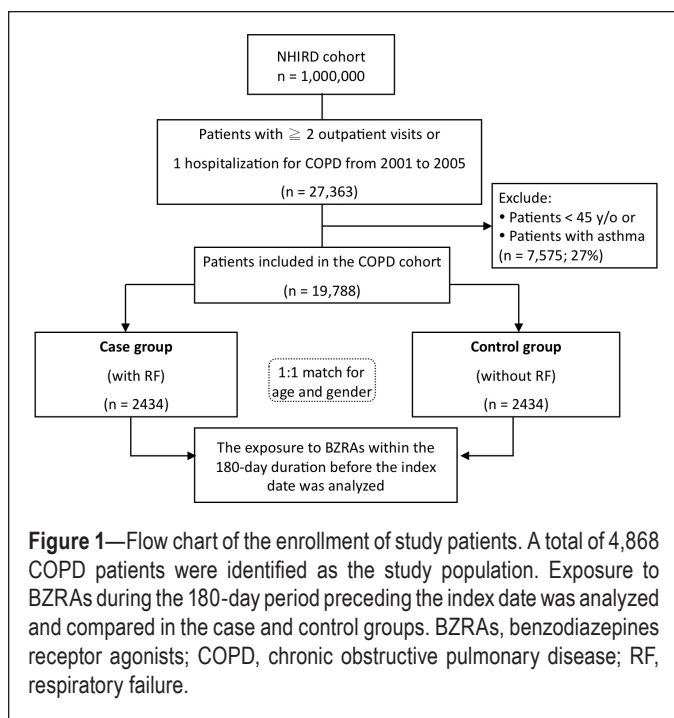 NHIRD cohort
n = 1,000,000
Patients with ≧ 2 outpatient visits or
1 hospitalization for COPD from 2001 to 2005
(n = 27,363)
Exclude:
• Patients < 45 y/o or
• Patients with asthma
(n = 7,575; 27%)
Patients included in the COPD cohort
(n = 19,788)
Case group
(with RF)
(n = 2434)
1:1 match for
age and gender
Control group
(without RF)
(n = 2434)
The exposure to BZRAs within the
180-day duration before the index
date was analyzed
Figure 1—Flow chart of the enrollment of study patients. A total of 4,868
COPD patients were identified as the study population. Exposure to
BZRAs during the 180-day period preceding the index date was analyzed
and compared in the case and control groups. BZRAs, benzodiazepines
receptor agonists; COPD, chronic obstructive pulmonary disease; RF,
respiratory failure.